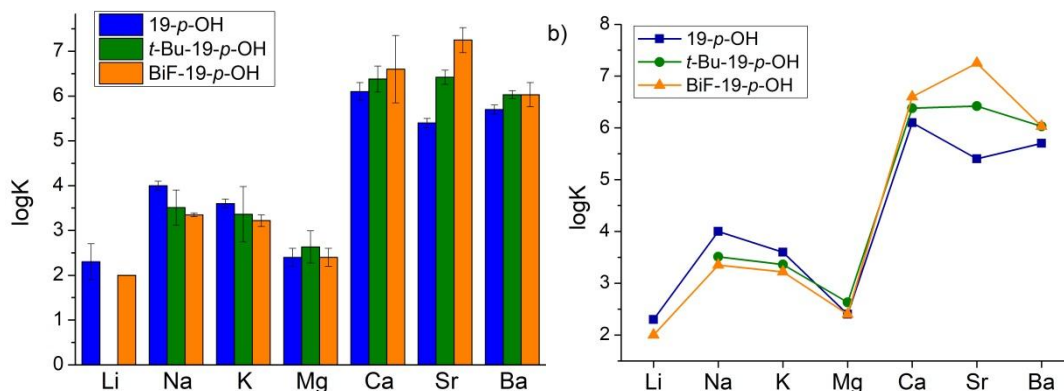 19-p-OH
t-Bu-19-p-OH
BiF-19-p-OH
logK
7
6
5
4
3
2
1
0
Li Na K Mg Ca Sr Ba
b)
19-p-OH
t-Bu-19-p-OH
BiF-19-p-OH
logK
8
7
6
5
4
3
2
Li Na K Mg Ca Sr Ba